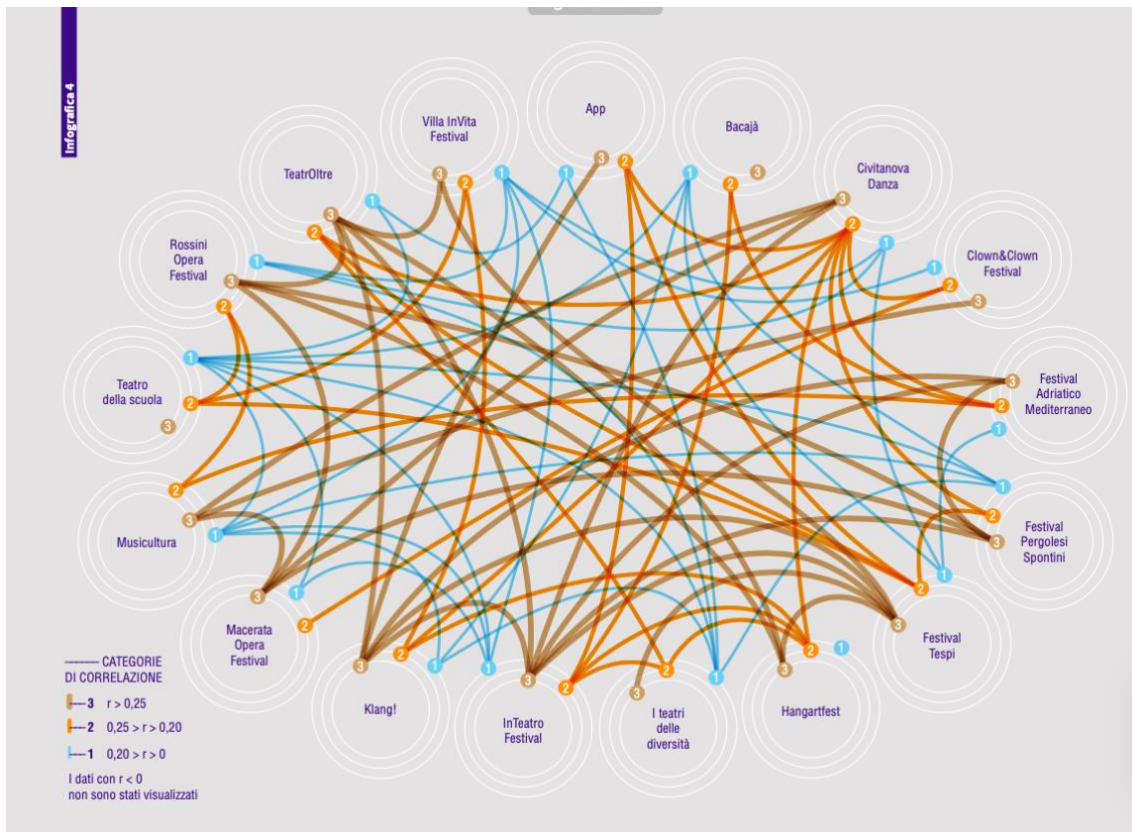 Infografica 4
App
Villa InVita
Festival
Bacajà
TeatrOltre
Civitanova
Danza
Rossini
Opera
Festival
Clown&Clown
Festival
Teatro
della scuola
Festival
Adriatico
Mediterraneo
Musicultura
Festival
Pergolesi
Spontini
Macerata
Opera
Festival
Festival
Tespi
Klang!
InTeatro
Festival
I teatri
delle
diversità
Hangartfest
CATEGORIE
DI CORRELAZIONE
3 r > 0,25
2 0,25 > r > 0,20
1 0,20 > r > 0
I dati con r < 0
non sono stati visualizzati